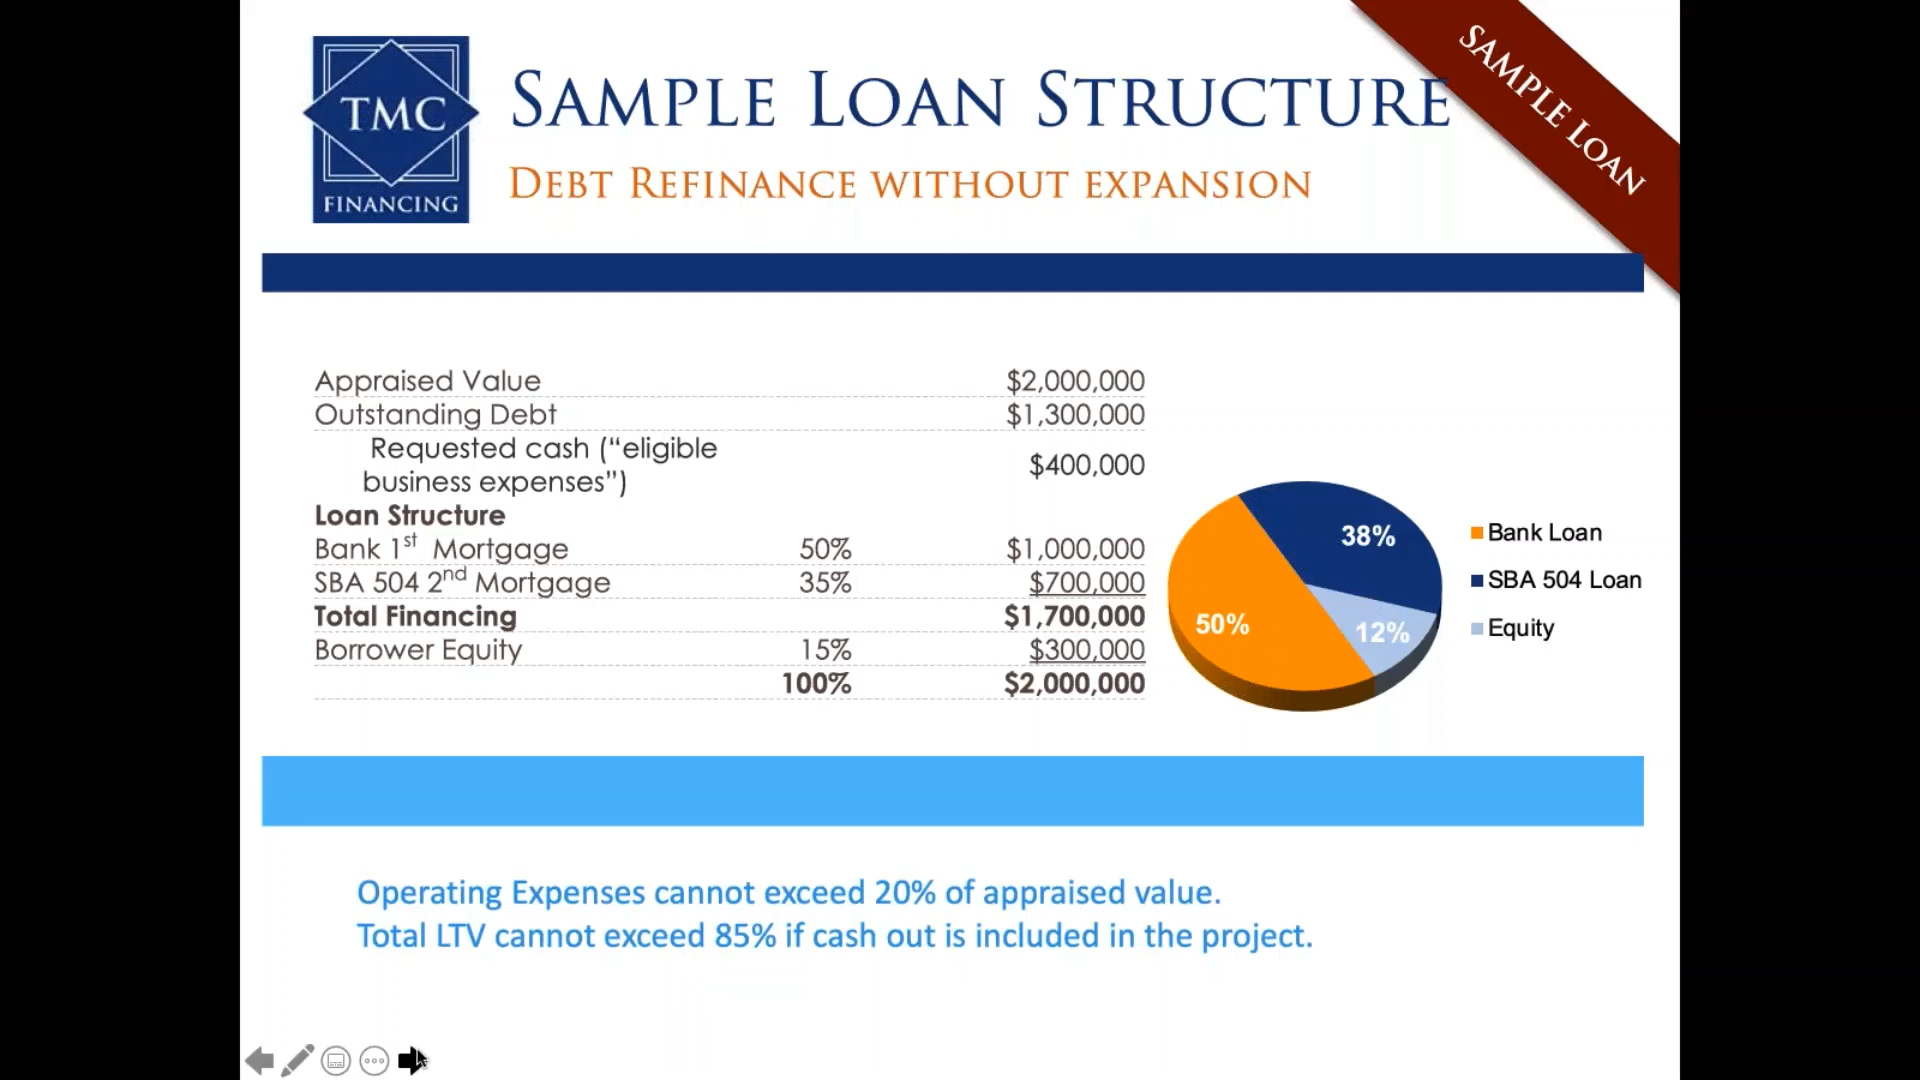 TMC
FINANCING
SAMPLE LOAN STRUCTURE
DEBT REFINANCE WITHOUT EXPANSION
SAMPLE LOAN
Appraised Value $2,000,000
Outstanding Debt $1,300,000
Requested cash (“eligible
business expenses”) $400,000
Loan Structure
Bank 1st Mortgage 50% $1,000,000
SBA 504 2nd Mortgage 35% $700,000
Total Financing $1,700,000
Borrower Equity 15% $300,000
100% $2,000,000
38%
50%
12%
Bank Loan
SBA 504 Loan
Equity
Operating Expenses cannot exceed 20% of appraised value.
Total LTV cannot exceed 85% if cash out is included in the project.